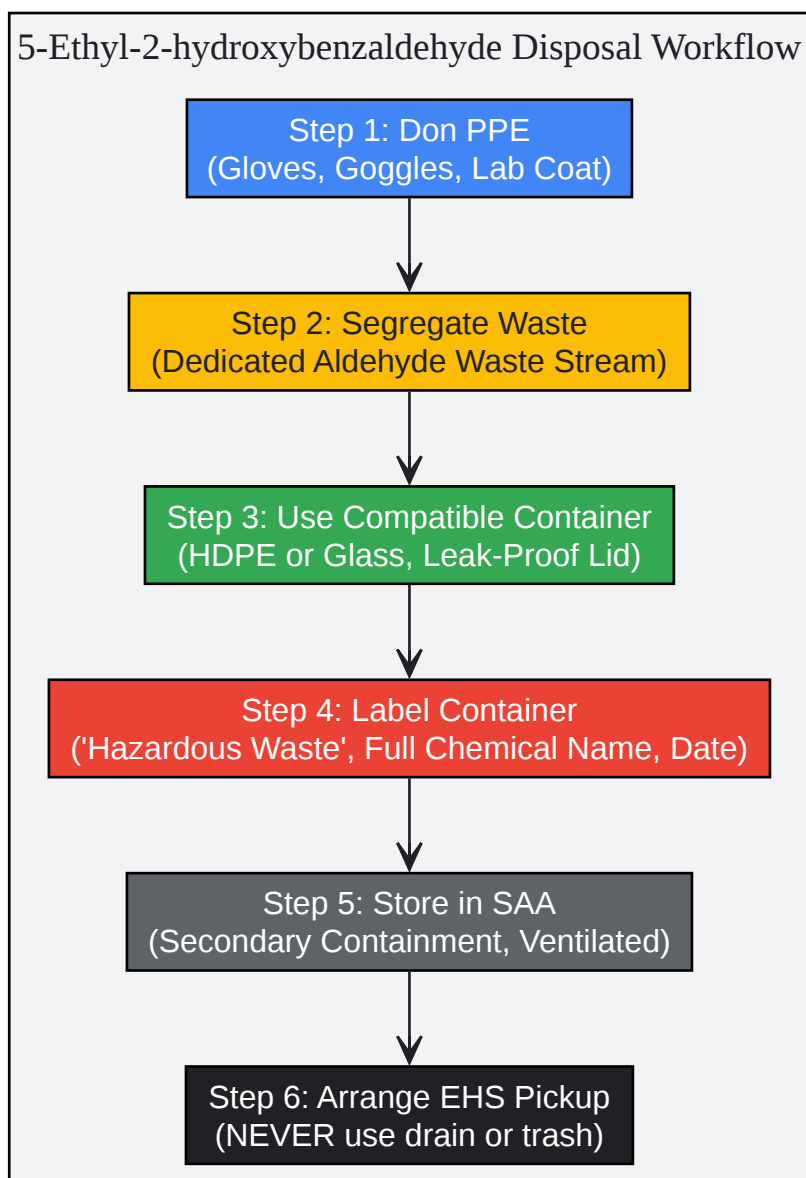 5-Ethyl-2-hydroxybenzaldehyde Disposal Workflow
Step 1: Don PPE
(Gloves, Goggles, Lab Coat)
Step 2: Segregate Waste
(Dedicated Aldehyde Waste Stream)
Step 3: Use Compatible Container
(HDPE or Glass, Leak-Proof Lid)
Step 4: Label Container
('Hazardous Waste', Full Chemical Name, Date)
Step 5: Store in SAA
(Secondary Containment, Ventilated)
Step 6: Arrange EHS Pickup
(NEVER use drain or trash)